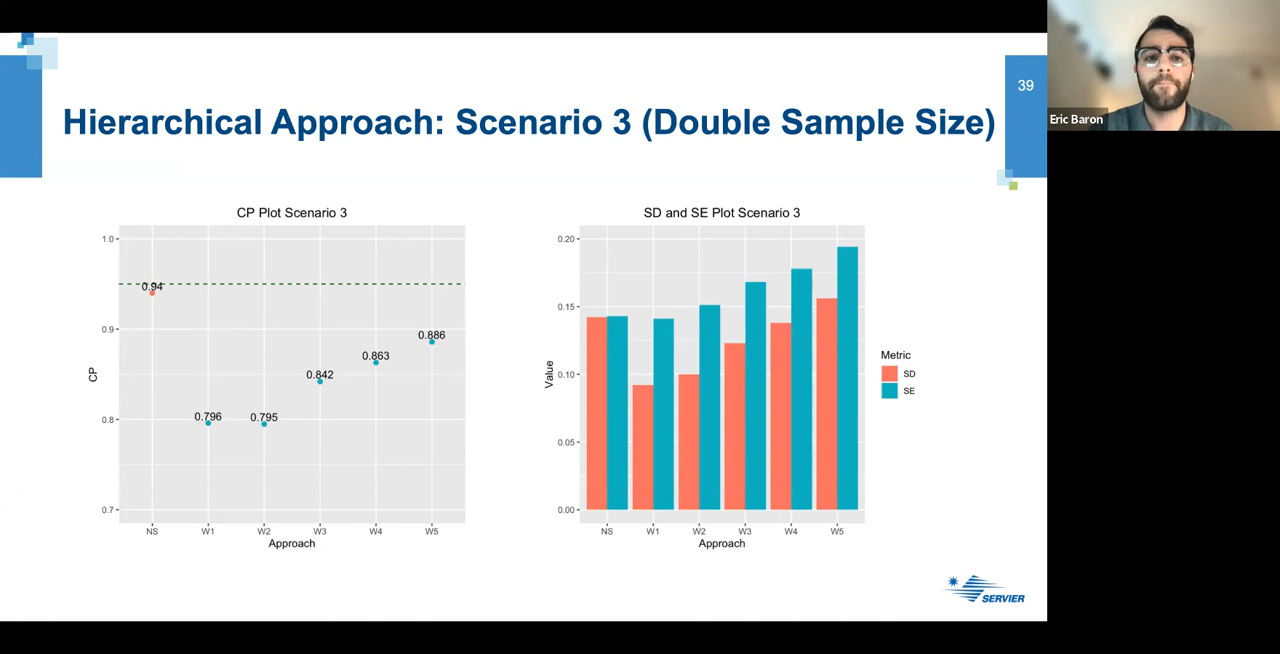 39
Eric Baron
Hierarchical Approach: Scenario 3 (Double Sample Size)
CP Plot Scenario 3
1.0
0.9
0.8
0.7
CP
0.94
0.796
0.795
0.842
0.863
0.886
NS W1 W2 W3 W4 W5
Approach
SD and SE Plot Scenario 3
0.20
0.15
0.10
0.05
0.00
Value
NS W1 W2 W3 W4 W5
Approach
Metric
SD
SE
SERVIER